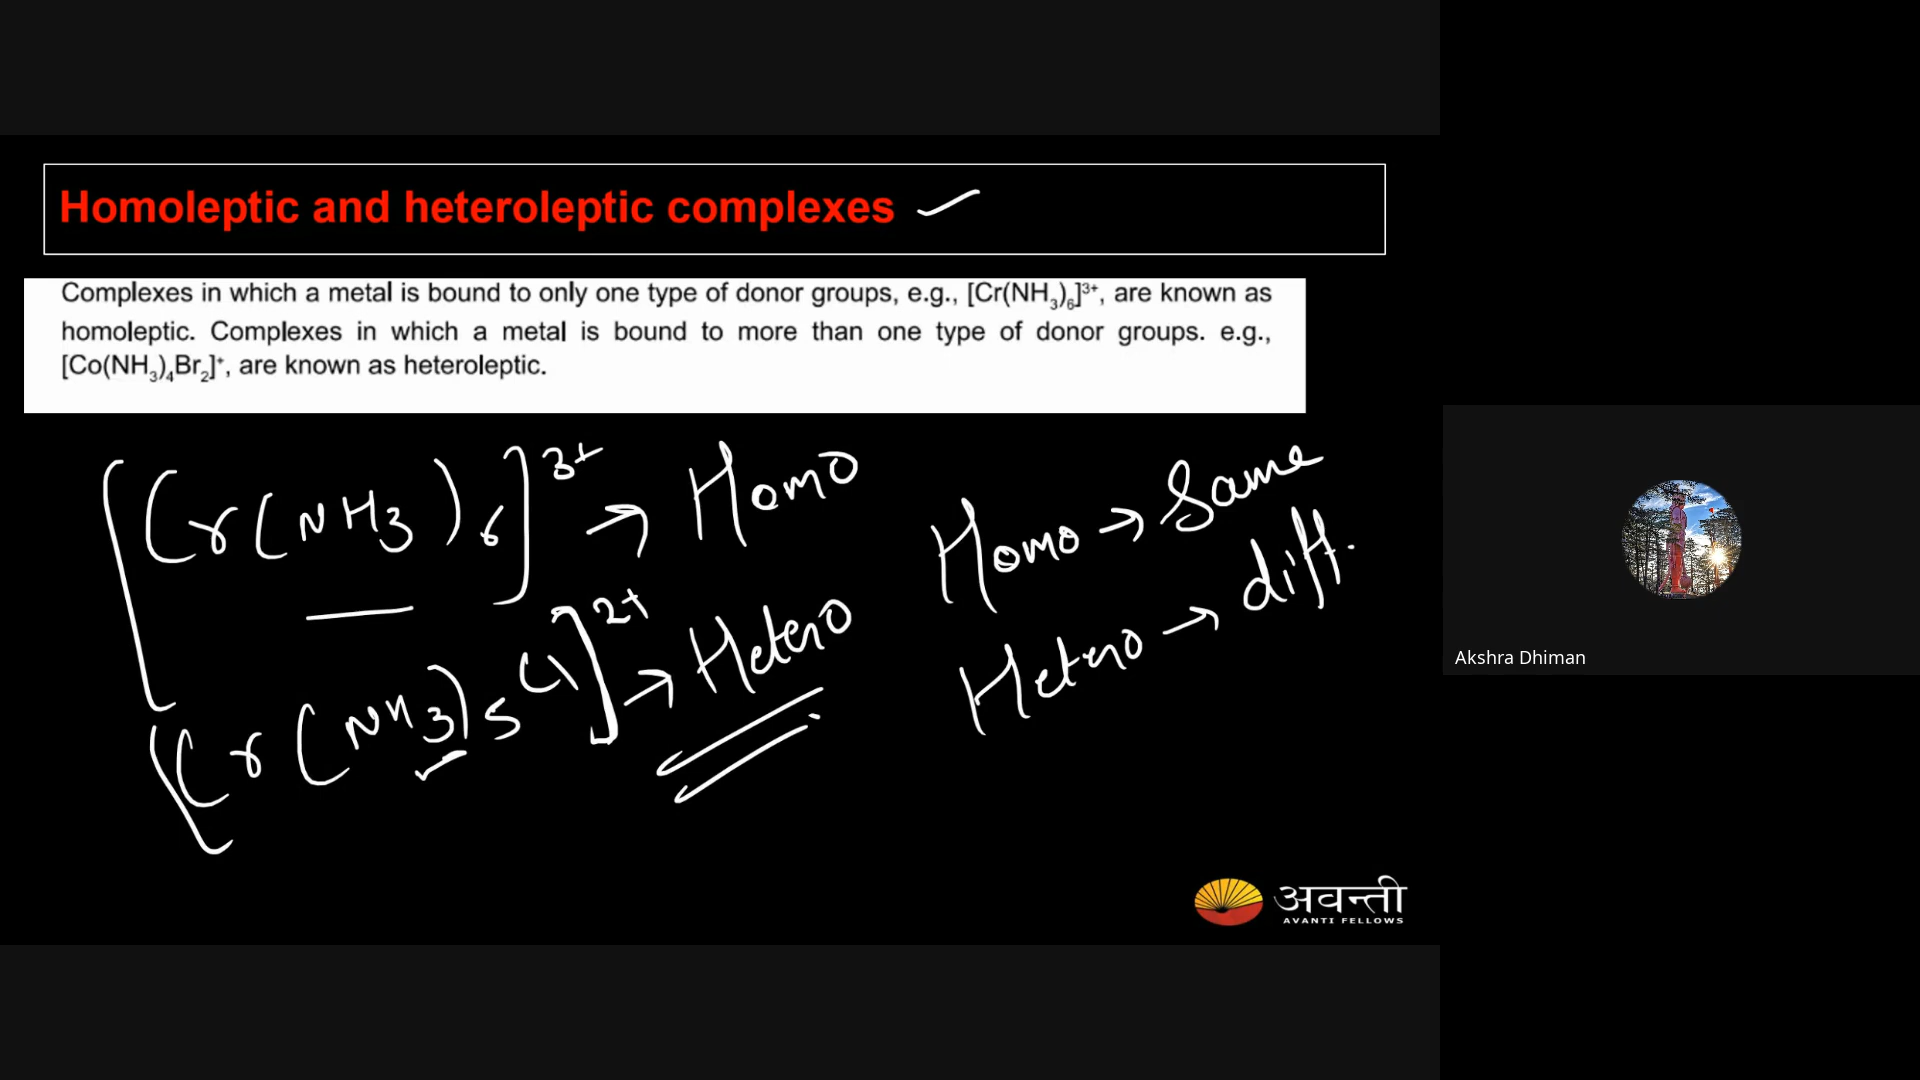 Homoleptic and heteroleptic complexes
Complexes in which a metal is bound to only one type of donor groups, e.g., [Cr(NH₃)₆]³⁺, are known as
homoleptic. Complexes in which a metal is bound to more than one type of donor groups. e.g.,
[Co(NH₃)₄Br₂]⁺, are known as heteroleptic.
[Cr(NH₃)₆]³⁺ → Homo
[Cr(NH₃)₅Cl]²⁺ → Hetero
Homo → Same
Hetero → diff.
Akshra Dhiman
अवन्ती
AVANTI FELLOWS